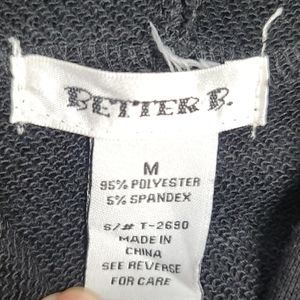 BETTER B.
M
95% POLYESTER
5% SPANDEX
S/# T-2690
MADE IN
CHINA
SEE REVERSE
FOR CARE